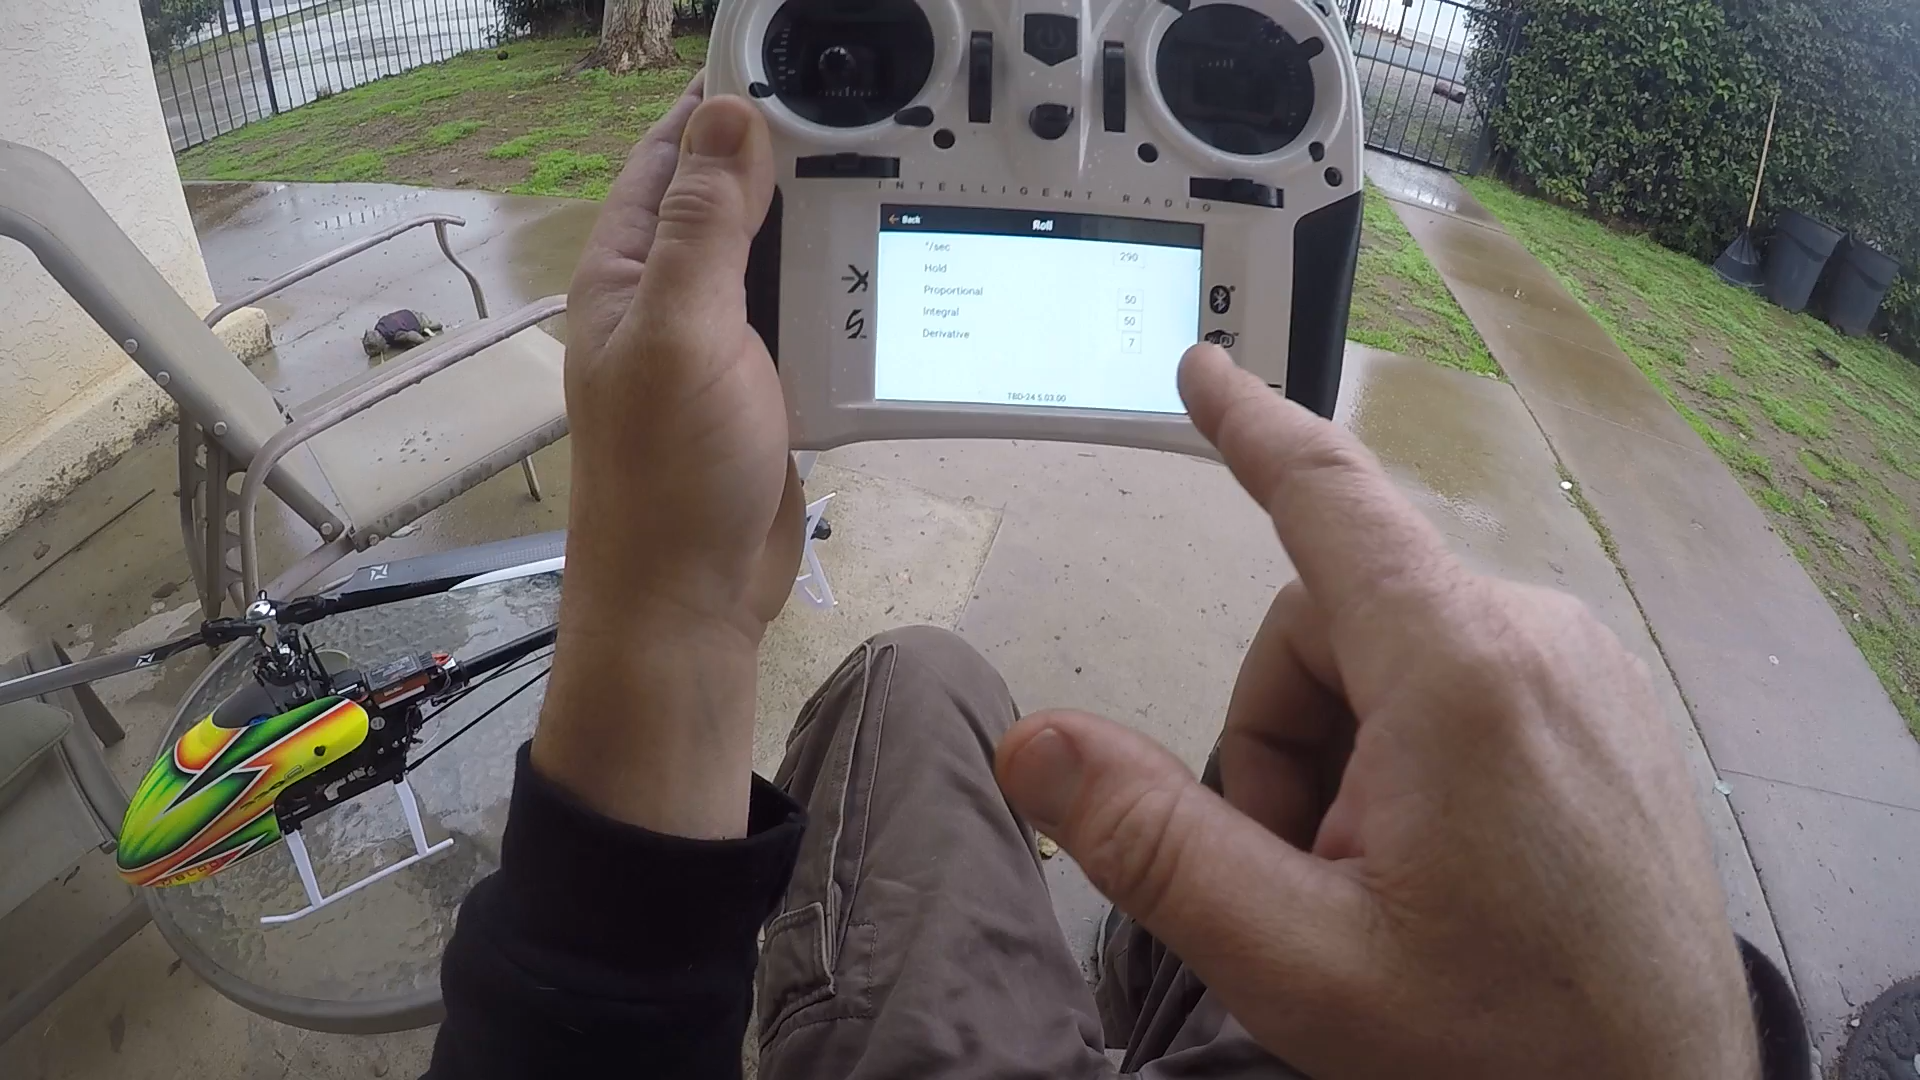 INTELLIGENT RADIO
Back
Roll
°/sec 290
Hold
Proportional 50
Integral 50
Derivative 7
TBD-24 5.03.00